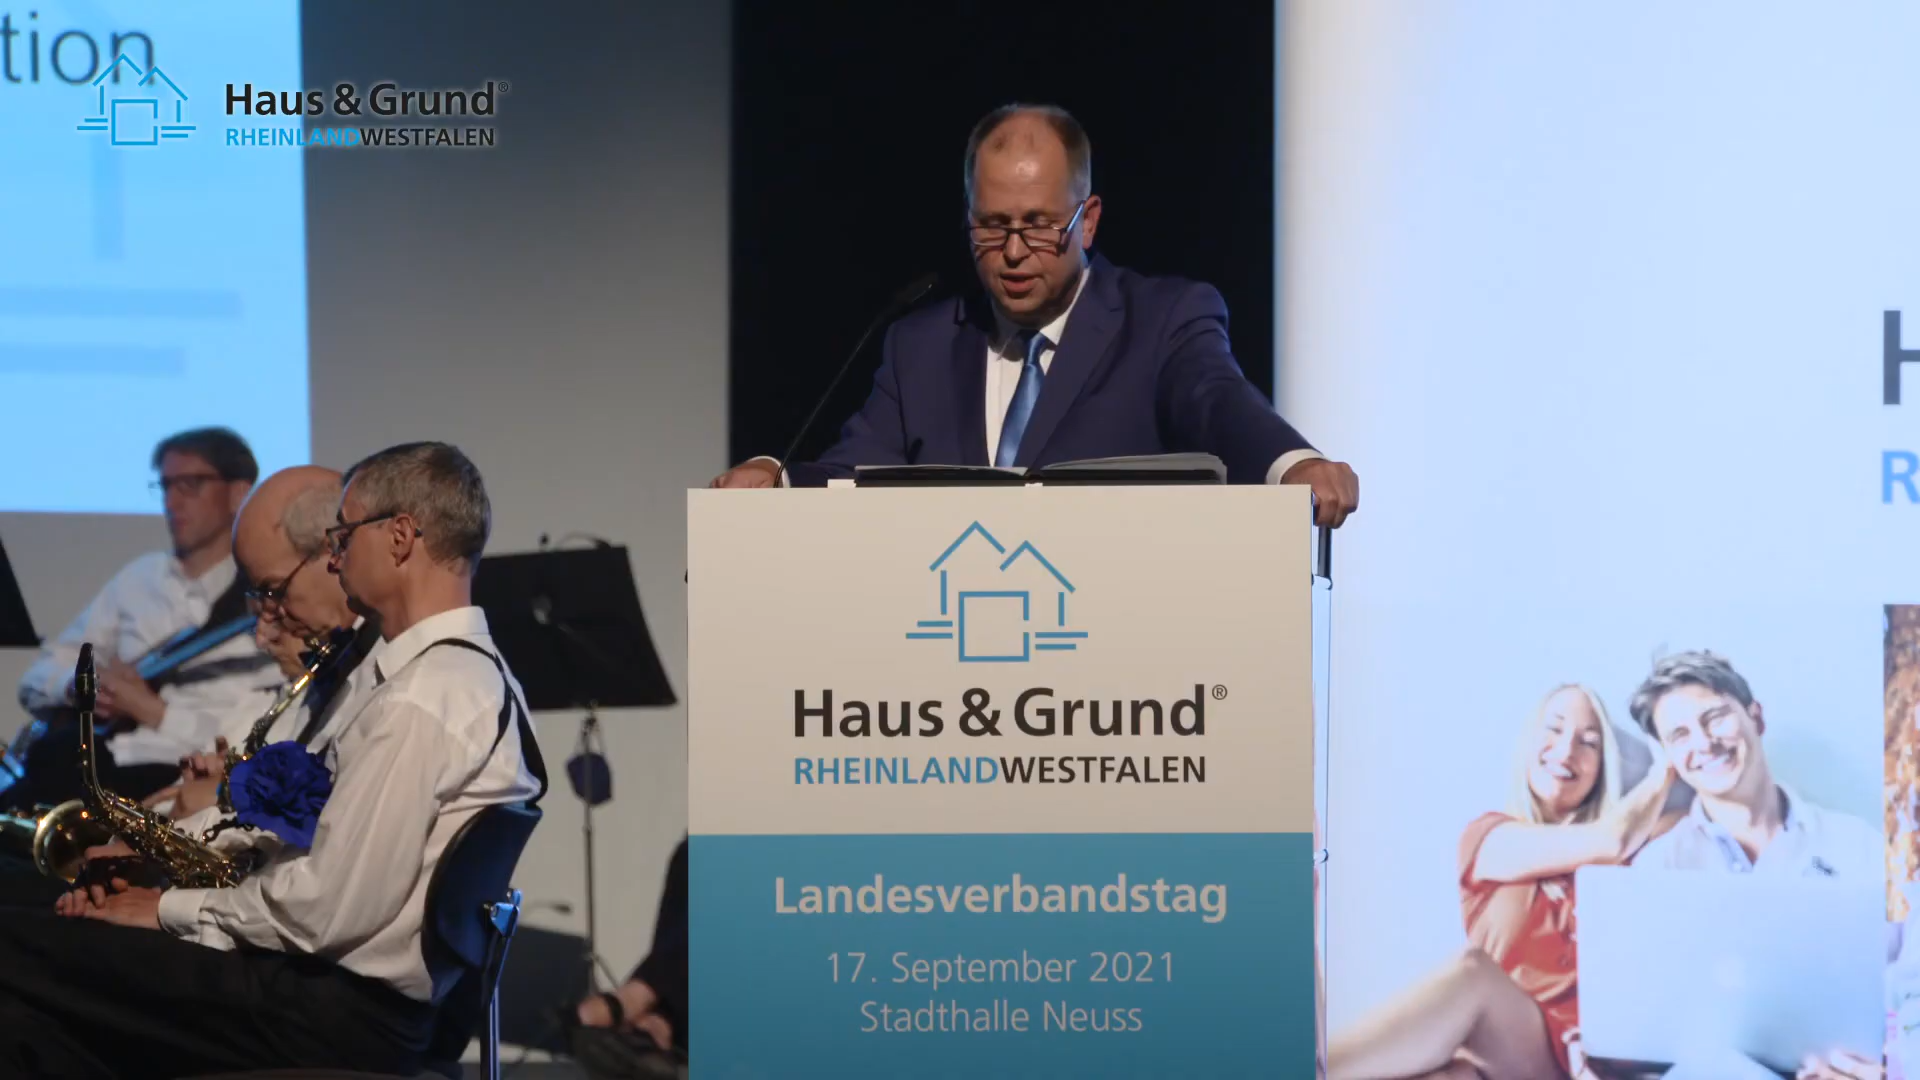 tion
Haus & Grund®
RHEINLANDWESTFALEN
H
R
Haus & Grund®
RHEINLANDWESTFALEN
Landesverbandstag
17. September 2021
Stadthalle Neuss